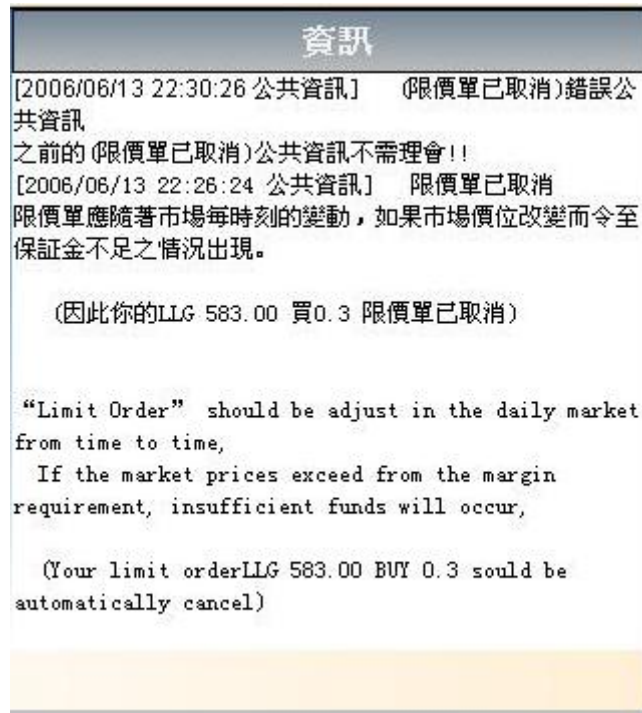 資訊
[2006/06/13 22:30:26 公共資訊] (限價單已取消)錯誤公
共資訊
之前的(限價單已取消)公共資訊不需理會!!
[2006/06/13 22:26:24 公共資訊] 限價單已取消
限價單應隨著市場每時刻的變動，如果市場價位改變而令至
保証金不足之情況出現。
(因此你的LLG 583.00 買0.3 限價單已取消)
“Limit Order” should be adjust in the daily market
from time to time,
If the market prices exceed from the margin
requirement, insufficient funds will occur,
(Your limit orderLLG 583.00 BUY 0.3 sould be
automatically cancel)